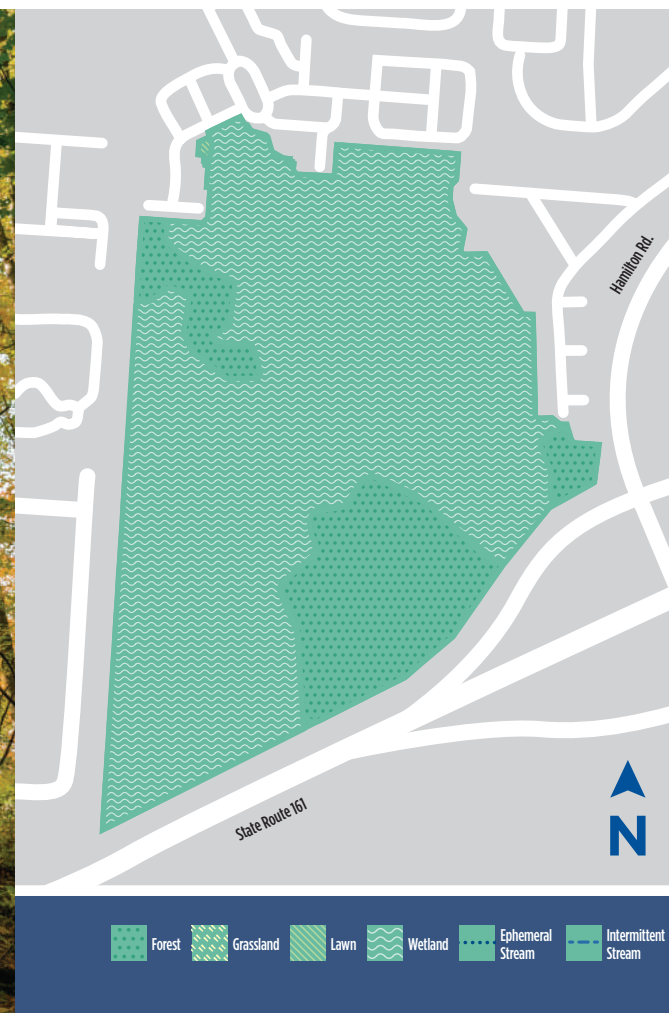 Hamilton Rd.
State Route 161
N
Forest
Grassland
Lawn
Wetland
Ephemeral
Stream
Intermittent
Stream